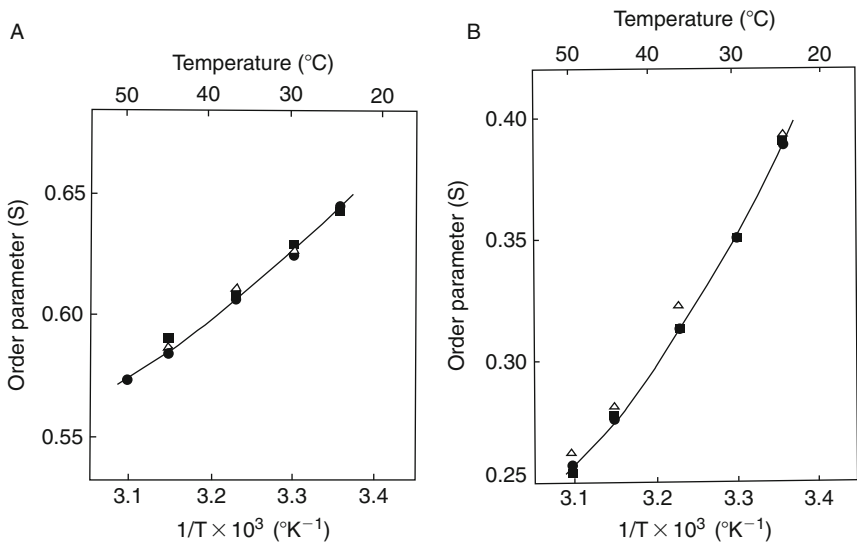 A
Temperature (°C)
50 40 30 20
Order parameter (S)
0.65
0.60
0.55
3.1 3.2 3.3 3.4
1/T × 10³ (°K⁻¹)
B
Temperature (°C)
50 40 30 20
Order parameter (S)
0.40
0.35
0.30
0.25
3.1 3.2 3.3 3.4
1/T × 10³ (°K⁻¹)